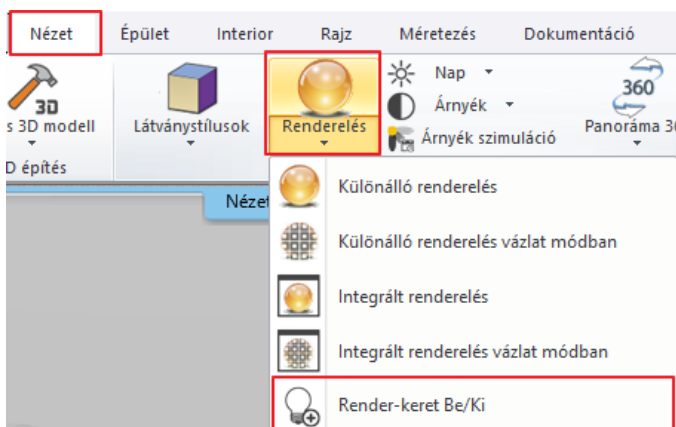 Nézet Épület Interior Rajz Méretezés Dokumentáció
3D
s 3D modell
Látványstílusok
Renderelés
Nap
Árnyék
Árnyék szimuláció
360
Panoráma 36
D építés
Nézet
Különálló renderelés
Különálló renderelés vázlat módban
Integrált renderelés
Integrált renderelés vázlat módban
Render-keret Be/Ki